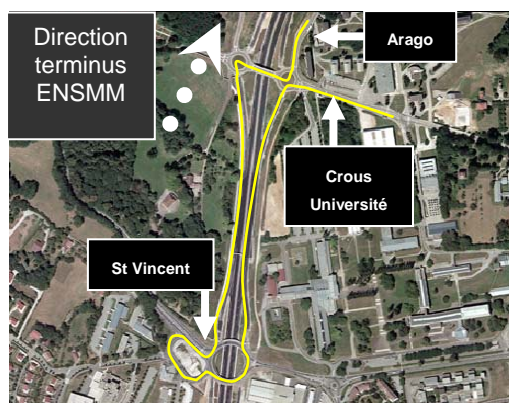 Direction
terminus
ENSMM
Arago
Crous
Université
St Vincent